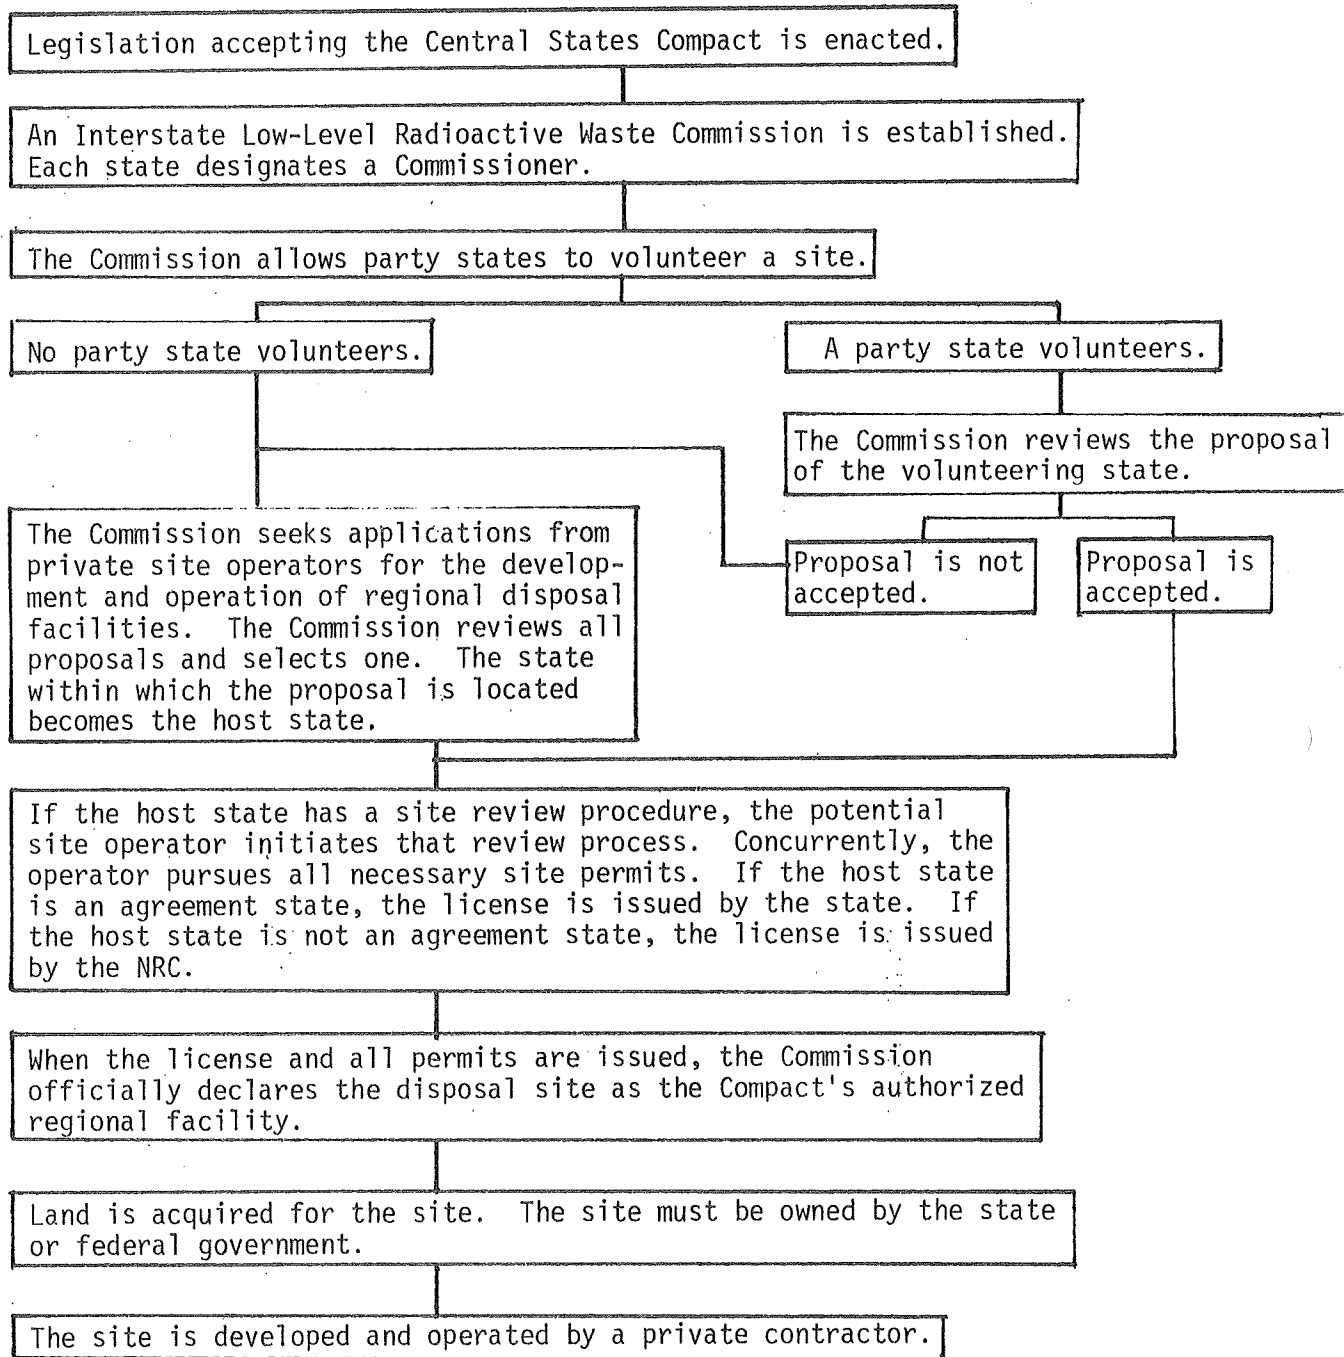 Legislation accepting the Central States Compact is enacted.
An Interstate Low-Level Radioactive Waste Commission is established.
Each state designates a Commissioner.
The Commission allows party states to volunteer a site.
No party state volunteers.
A party state volunteers.
The Commission reviews the proposal
of the volunteering state.
The Commission seeks applications from
private site operators for the develop-
ment and operation of regional disposal
facilities. The Commission reviews all
proposals and selects one. The state
within which the proposal is located
becomes the host state.
Proposal is not
accepted.
Proposal is
accepted.
If the host state has a site review procedure, the potential
site operator initiates that review process. Concurrently, the
operator pursues all necessary site permits. If the host state
is an agreement state, the license is issued by the state. If
the host state is not an agreement state, the license is issued
by the NRC.
When the license and all permits are issued, the Commission
officially declares the disposal site as the Compact's authorized
regional facility.
Land is acquired for the site. The site must be owned by the state
or federal government.
The site is developed and operated by a private contractor.